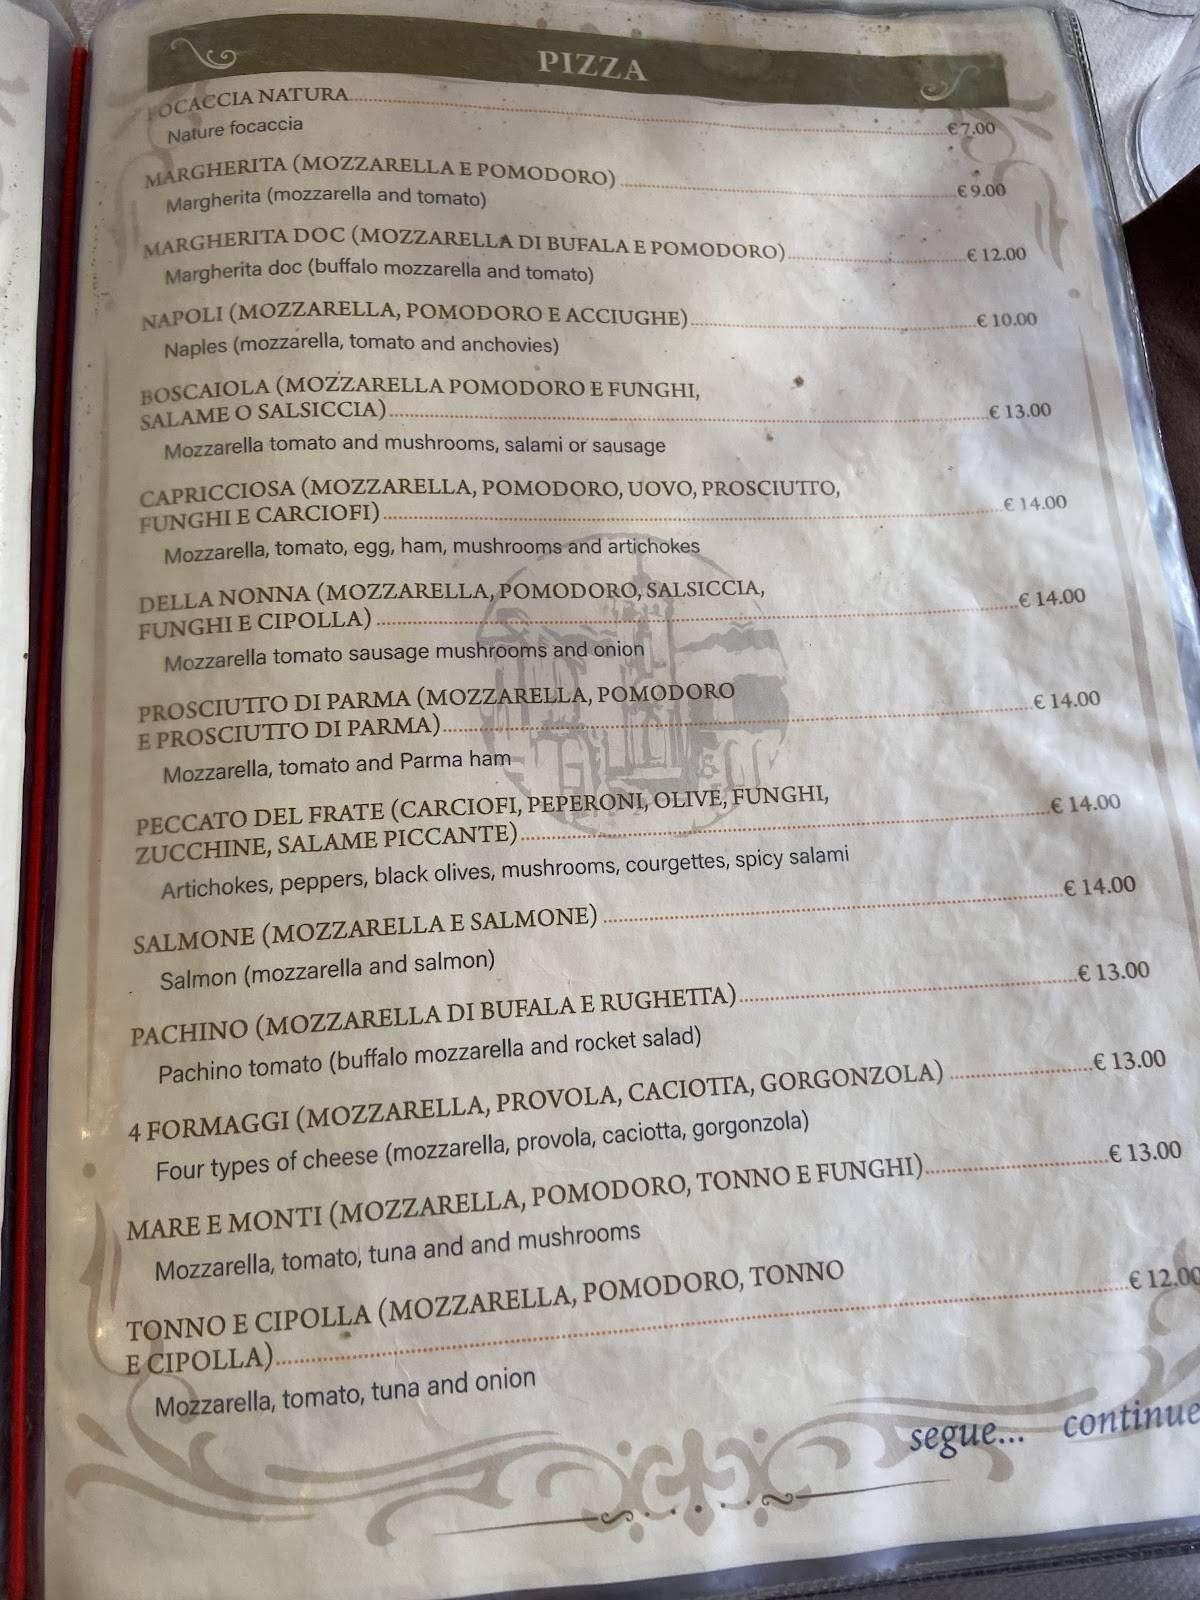 PIZZA
FOCACCIA NATURA € 7.00
Nature focaccia
MARGHERITA (MOZZARELLA E POMODORO) € 9.00
Margherita (mozzarella and tomato)
MARGHERITA DOC (MOZZARELLA DI BUFALA E POMODORO) € 12.00
Margherita doc (buffalo mozzarella and tomato)
NAPOLI (MOZZARELLA, POMODORO E ACCIUGHE) € 10.00
Naples (mozzarella, tomato and anchovies)
BOSCAIOLA (MOZZARELLA POMODORO E FUNGHI,
SALAME O SALSICCIA) € 13.00
Mozzarella tomato and mushrooms, salami or sausage
CAPRICCIOSA (MOZZARELLA, POMODORO, UOVO, PROSCIUTTO,
FUNGHI E CARCIOFI) € 14.00
Mozzarella, tomato, egg, ham, mushrooms and artichokes
DELLA NONNA (MOZZARELLA, POMODORO, SALSICCIA,
FUNGHI E CIPOLLA) € 14.00
Mozzarella tomato sausage mushrooms and onion
PROSCIUTTO DI PARMA (MOZZARELLA, POMODORO
E PROSCIUTTO DI PARMA) € 14.00
Mozzarella, tomato and Parma ham
PECCATO DEL FRATE (CARCIOFI, PEPERONI, OLIVE, FUNGHI,
ZUCCHINE, SALAME PICCANTE) € 14.00
Artichokes, peppers, black olives, mushrooms, courgettes, spicy salami
SALMONE (MOZZARELLA E SALMONE) € 14.00
Salmon (mozzarella and salmon)
PACHINO (MOZZARELLA DI BUFALA E RUGHETTA) € 13.00
Pachino tomato (buffalo mozzarella and rocket salad)
4 FORMAGGI (MOZZARELLA, PROVOLA, CACIOTTA, GORGONZOLA) € 13.00
Four types of cheese (mozzarella, provola, caciotta, gorgonzola)
MARE E MONTI (MOZZARELLA, POMODORO, TONNO E FUNGHI) € 13.00
Mozzarella, tomato, tuna and and mushrooms
TONNO E CIPOLLA (MOZZARELLA, POMODORO, TONNO
E CIPOLLA) € 12.00
Mozzarella, tomato, tuna and onion
segue... continue